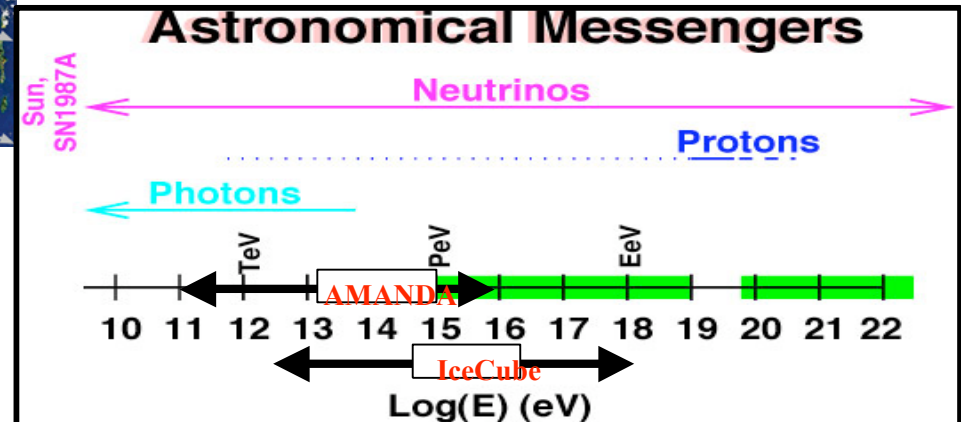 Astronomical Messengers
Sun,
SN1987A
Neutrinos
Protons
Photons
TeV
PeV
EeV
AMANDA
10 11 12 13 14 15 16 17 18 19 20 21 22
IceCube
Log(E) (eV)